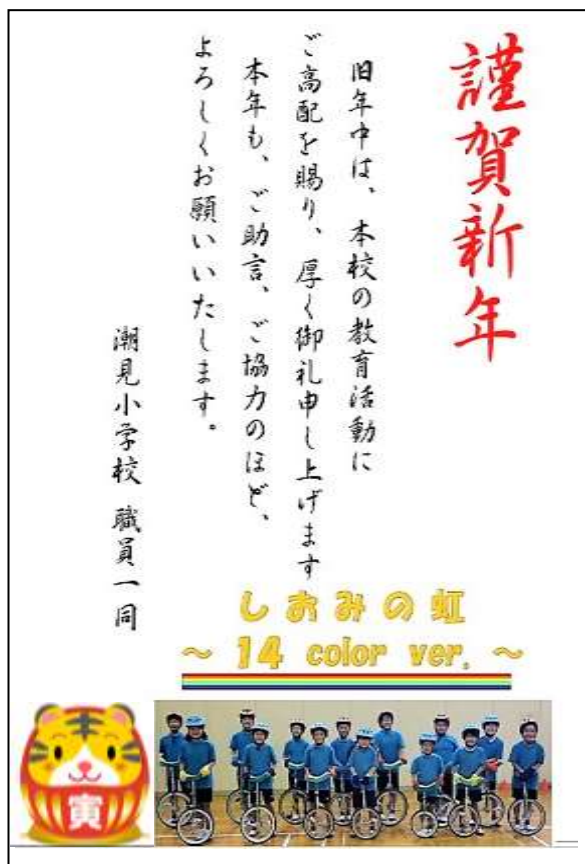 謹賀新年
旧年中は、本校の教育活動に
ご高配を賜り、厚く御礼申し上げます
本年も、ご助言、ご協力のほど、
よろしくお願いいたします。
潮見小学校 職員一同
しおみの虹
～ 14 color ver. ～
寅